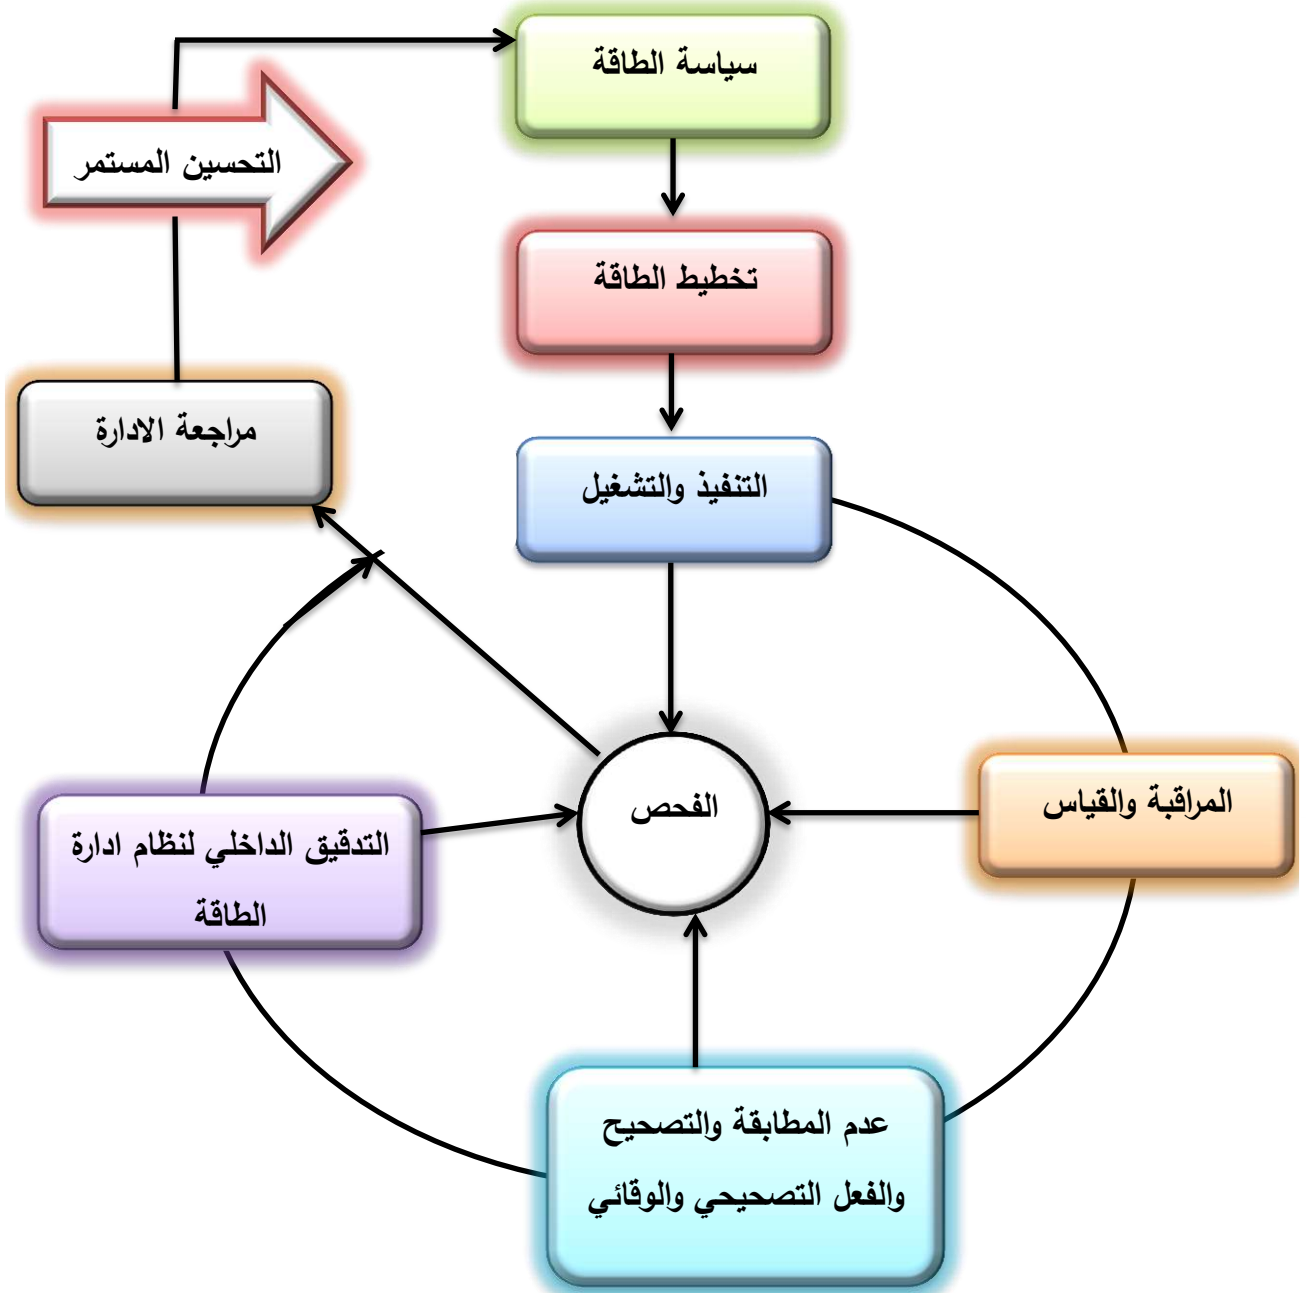 سياسة الطاقة
التحسين المستمر
تخطيط الطاقة
مراجعة الادارة
التنفيذ والتشغيل
المراقبة والقياس
الفحص
التدقيق الداخلي لنظام ادارة
الطاقة
عدم المطابقة والتصحيح
والفعل التصحيحي والوقائي